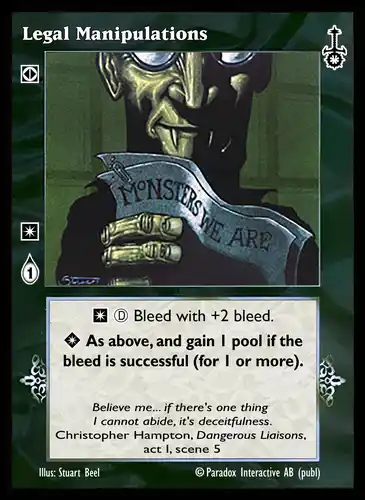 Legal Manipulations
MONSTERS WE ARE
Stuart
1
D Bleed with +2 bleed.
As above, and gain 1 pool if the
bleed is successful (for 1 or more).
Believe me... if there's one thing
I cannot abide, it's deceitfulness.
Christopher Hampton, Dangerous Liaisons,
act 1, scene 5
Illus: Stuart Beel
© Paradox Interactive AB (publ)